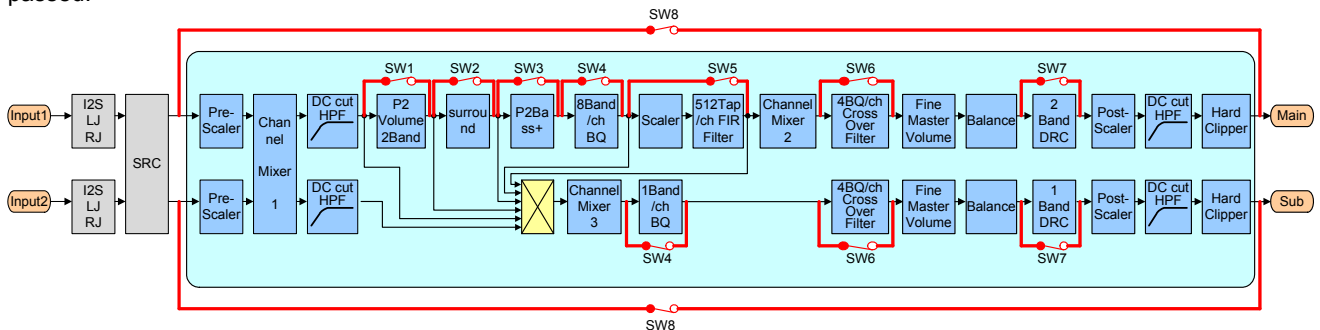 passed.
SW8
SW1
SW2
SW3
SW4
SW5
SW6
SW7
Input1
I2S
LJ
RJ
SRC
Pre-
Scaler
Chan
nel
Mixer
1
DC cut
HPF
P2
Volume
2Band
surrou
nd
P2Ba
ss+
8Band
/ch
BQ
Scaler
512Tap
/ch FIR
Filter
Channel
Mixer
2
4BQ/ch
Cross
Over
Filter
Fine
Master
Volume
Balance
2
Band
DRC
Post-
Scaler
DC cut
HPF
Hard
Clipper
Main
Input2
I2S
LJ
RJ
Pre-
Scaler
DC cut
HPF
Channel
Mixer
3
1Band
/ch
BQ
4BQ/ch
Cross
Over
Filter
Fine
Master
Volume
Balance
1
Band
DRC
Post-
Scaler
DC cut
HPF
Hard
Clipper
Sub
SW4
SW6
SW7
SW8